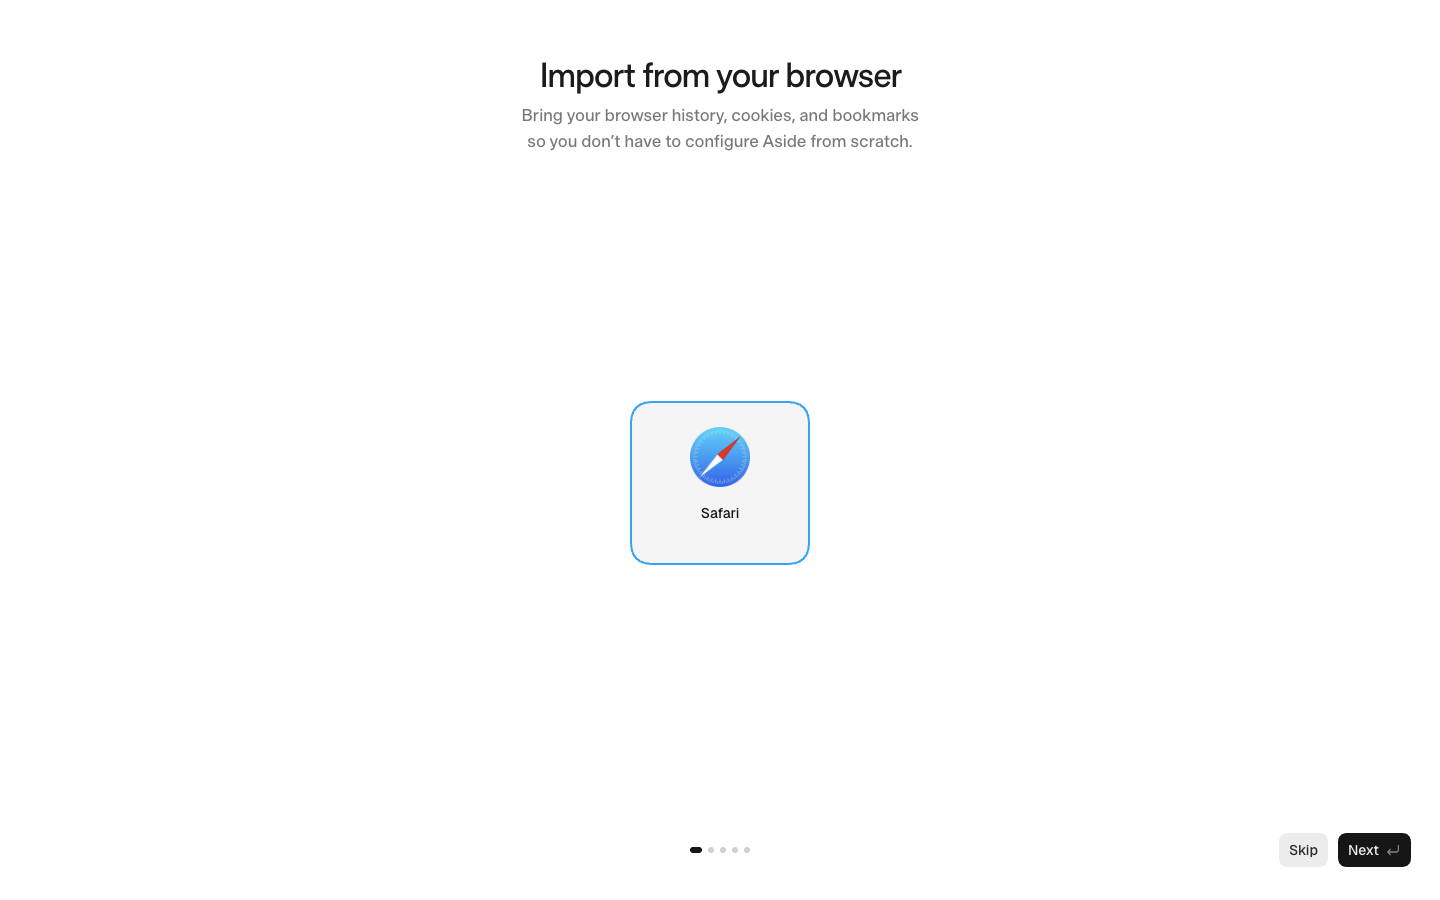 Import from your browser
Bring your browser history, cookies, and bookmarks
so you don’t have to configure Aside from scratch.
Safari
Skip
Next